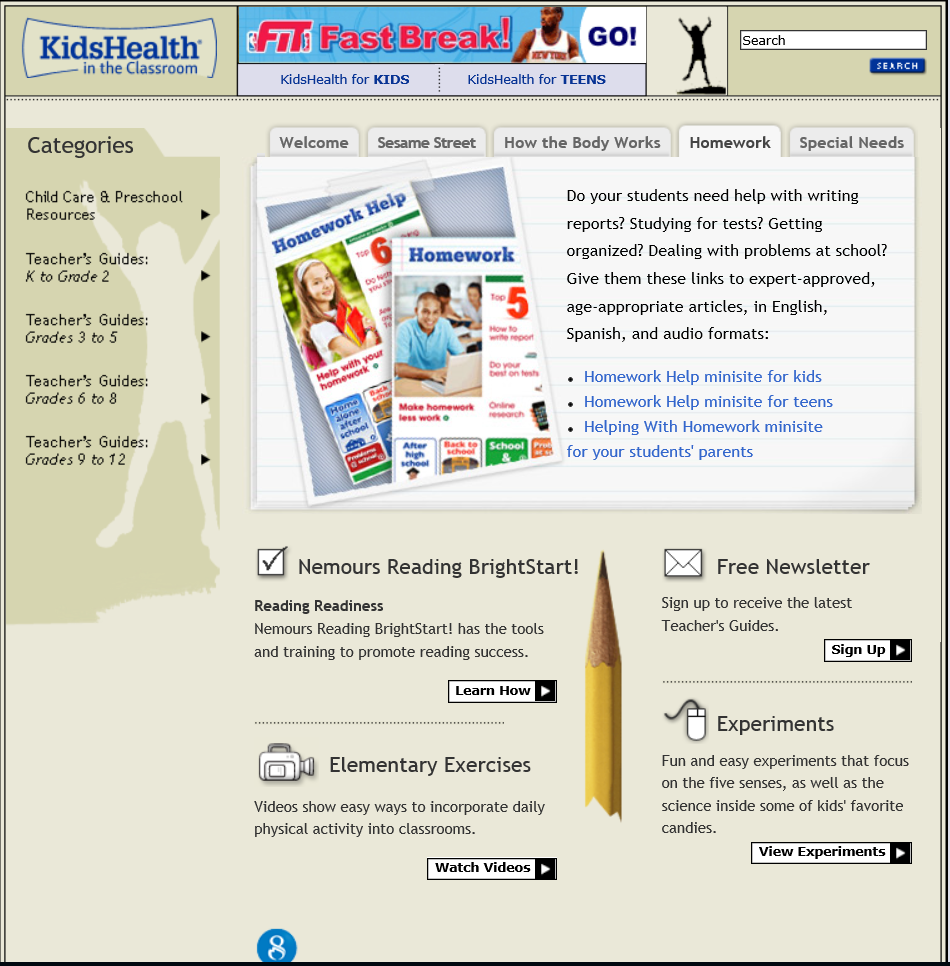 KidsHealth®
in the Classroom
FIT Fast Break! GO!
KidsHealth for KIDS
KidsHealth for TEENS
Search
SEARCH
Categories
Child Care & Preschool
Resources
Teacher's Guides:
K to Grade 2
Teacher's Guides:
Grades 3 to 5
Teacher's Guides:
Grades 6 to 8
Teacher's Guides:
Grades 9 to 12
Welcome
Sesame Street
How the Body Works
Homework
Special Needs
Homework Help
Top 6
Help with your
homework
Home
alone
after
school
Homework
Top 5
How to
write report
Do your
best on tests
Online
research
Make homework
less work
After
high
school
Back to
school
School &
Do your students need help with writing
reports? Studying for tests? Getting
organized? Dealing with problems at school?
Give them these links to expert-approved,
age-appropriate articles, in English,
Spanish, and audio formats:
• Homework Help minisite for kids
• Homework Help minisite for teens
• Helping With Homework minisite
for your students' parents
Nemours Reading BrightStart!
Reading Readiness
Nemours Reading BrightStart! has the tools
and training to promote reading success.
Learn How
Elementary Exercises
Videos show easy ways to incorporate daily
physical activity into classrooms.
Watch Videos
Free Newsletter
Sign up to receive the latest
Teacher's Guides.
Sign Up
Experiments
Fun and easy experiments that focus
on the five senses, as well as the
science inside some of kids' favorite
candies.
View Experiments
8